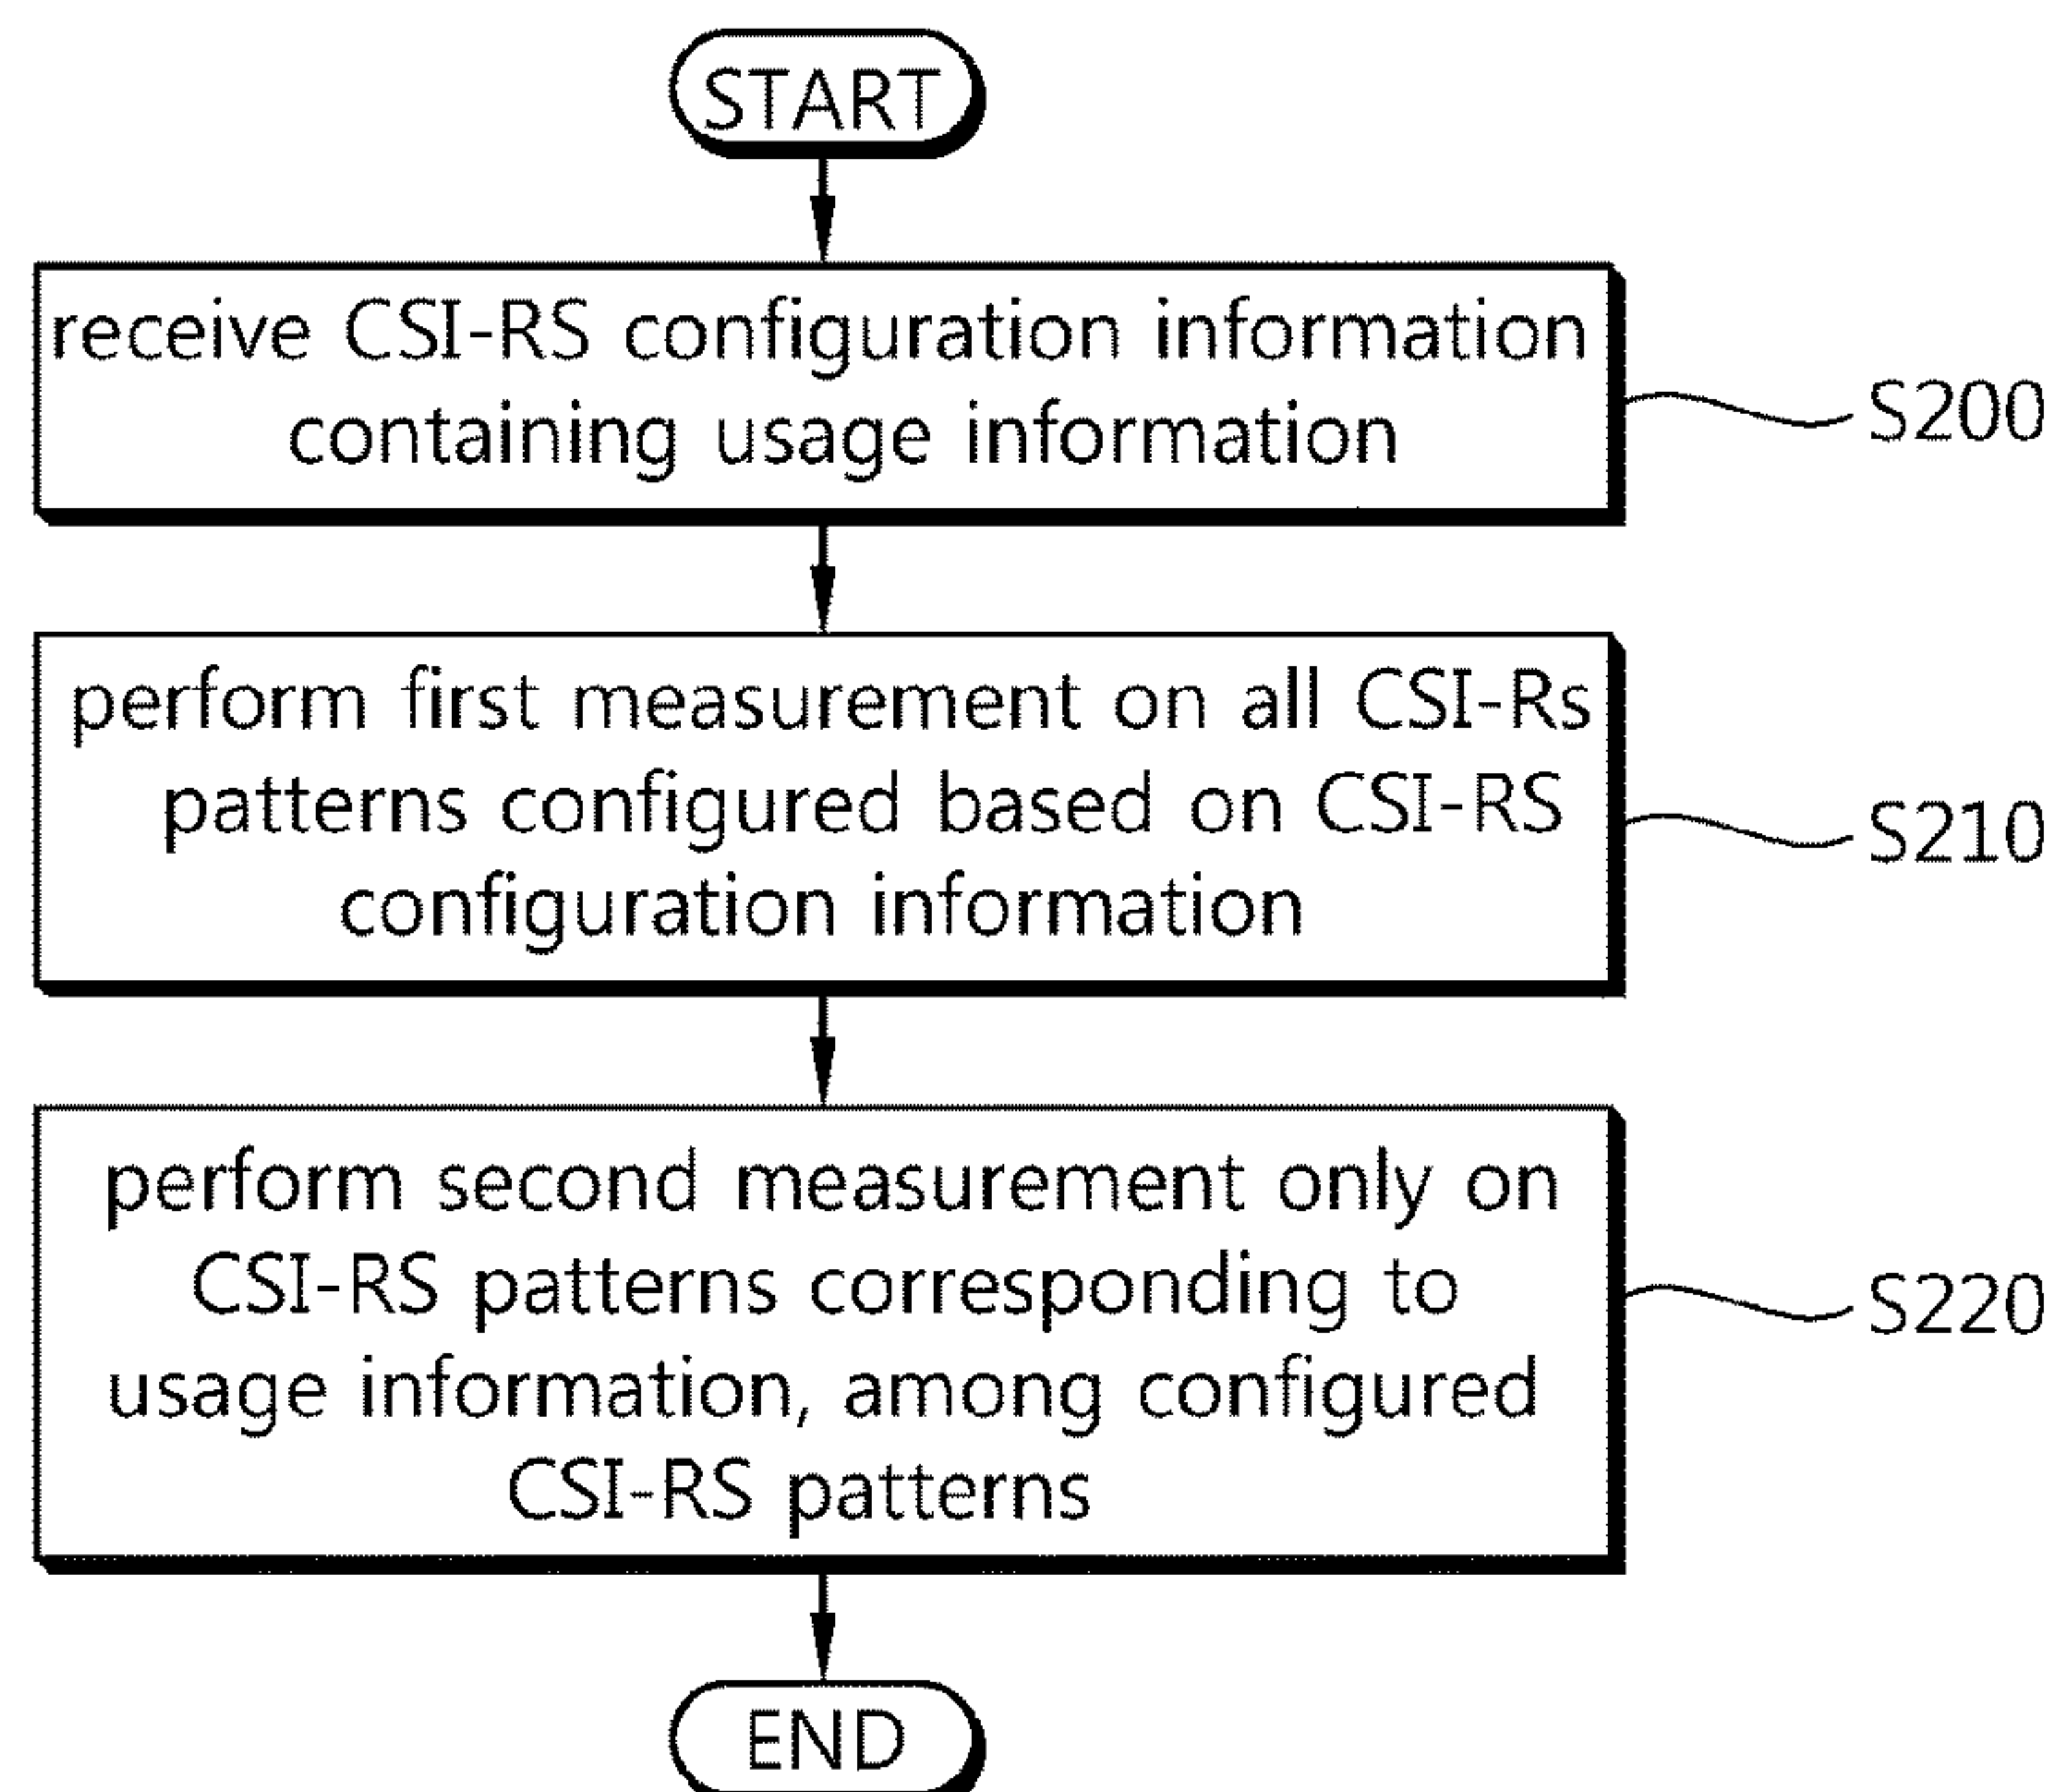 START
receive CSI-RS configuration information
containing usage information
S200
perform first measurement on all CSI-Rs
patterns configured based on CSI-RS
configuration information
S210
perform second measurement only on
CSI-RS patterns corresponding to
usage information, among configured
CSI-RS patterns
S220
END